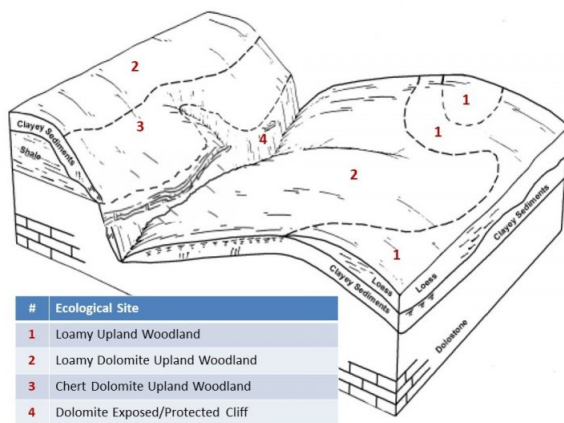 2
1
Clayey Sediments
3
4
1
Shale
2
1
Loess
Clayey Sediments
Loess
Clayey Sediments
Dolostone
# Ecological Site
1 Loamy Upland Woodland
2 Loamy Dolomite Upland Woodland
3 Chert Dolomite Upland Woodland
4 Dolomite Exposed/Protected Cliff